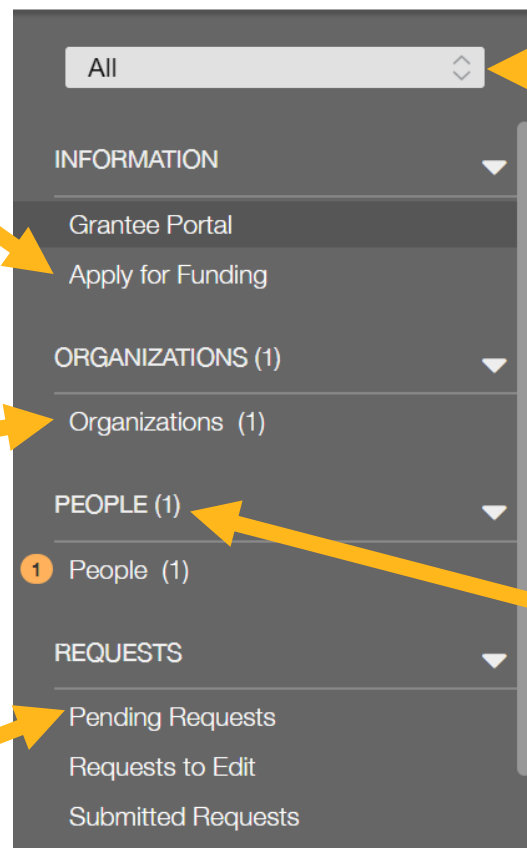 All
INFORMATION
Grantee Portal
Apply for Funding
ORGANIZATIONS (1)
Organizations (1)
PEOPLE (1)
1 People (1)
REQUESTS
Pending Requests
Requests to Edit
Submitted Requests